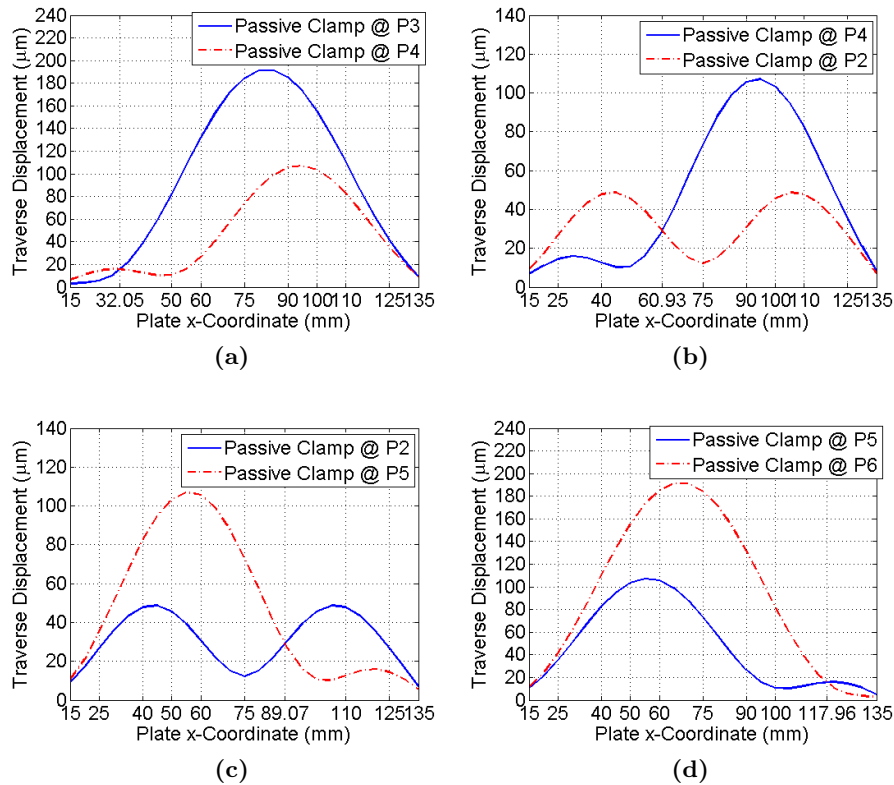 240
220
200
180
160
140
120
100
80
60
40
20
0
Traverse Displacement (μm)
Passive Clamp @ P3
Passive Clamp @ P4
15 32.05 50 60 75 90 100 110 125 135
Plate x-Coordinate (mm)
(a)
140
120
100
80
60
40
20
0
Traverse Displacement (μm)
Passive Clamp @ P4
Passive Clamp @ P2
15 25 40 60.93 75 90 100 110 125 135
Plate x-Coordinate (mm)
(b)
140
120
100
80
60
40
20
0
Traverse Displacement (μm)
Passive Clamp @ P2
Passive Clamp @ P5
15 25 40 50 60 75 89.07 110 125 135
Plate x-Coordinate (mm)
(c)
240
220
200
180
160
140
120
100
80
60
40
20
0
Traverse Displacement (μm)
Passive Clamp @ P5
Passive Clamp @ P6
15 25 40 50 60 75 90 100 117.96 135
Plate x-Coordinate (mm)
(d)